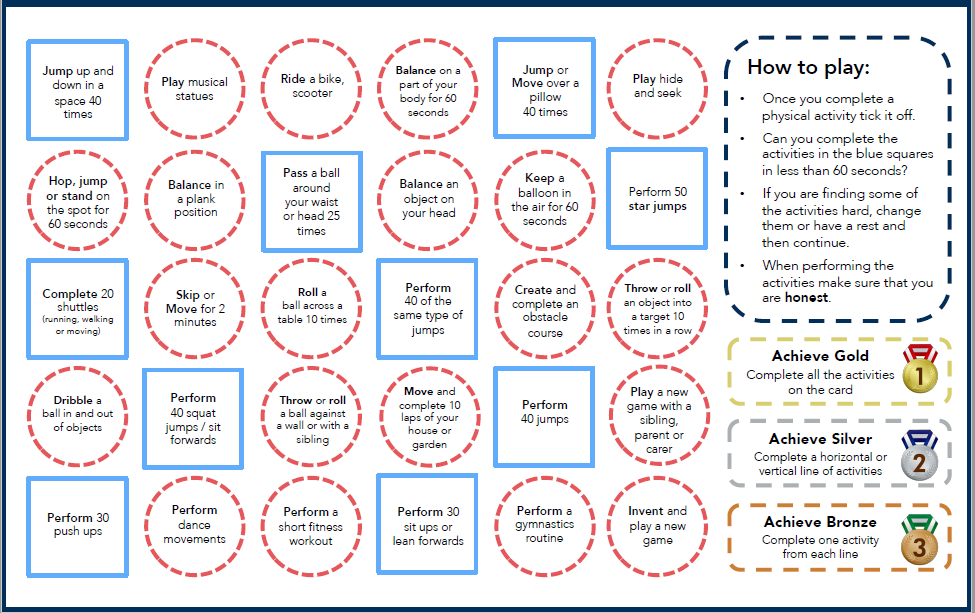 Jump up and
down in a
space 40
times
Play musical
statues
Ride a bike,
scooter
Balance on a
part of your
body for 60
seconds
Jump or
Move over a
pillow
40 times
Play hide
and seek
Hop, jump
or stand on
the spot for
60 seconds
Balance in
a plank
position
Pass a ball
around
your waist
or head 25
times
Balance an
object on
your head
Keep a
balloon in
the air for 60
seconds
Perform 50
star jumps
Complete 20
shuttles
(running, walking
or moving)
Skip or
Move for 2
minutes
Roll a
ball across a
table 10 times
Perform
40 of the
same type of
jumps
Create and
complete an
obstacle
course
Throw or roll
an object into
a target 10
times in a row
Dribble a
ball in and out
of objects
Perform
40 squat
jumps / sit
forwards
Throw or roll
a ball against
a wall or with a
sibling
Move and
complete 10
laps of your
house or
garden
Perform
40 jumps
Play a new
game with a
sibling,
parent or
carer
Perform 30
push ups
Perform
dance
movements
Perform a
short fitness
workout
Perform 30
sit ups or
lean forwards
Perform a
gymnastics
routine
Invent and
play a new
game
How to play:
• Once you complete a
physical activity tick it off.
• Can you complete the
activities in the blue squares
in less than 60 seconds?
• If you are finding some of
the activities hard, change
them or have a rest and
then continue.
• When performing the
activities make sure that you
are honest.
Achieve Gold
Complete all the activities
on the card
1
Achieve Silver
Complete a horizontal or
vertical line of activities
2
Achieve Bronze
Complete one activity
from each line
3